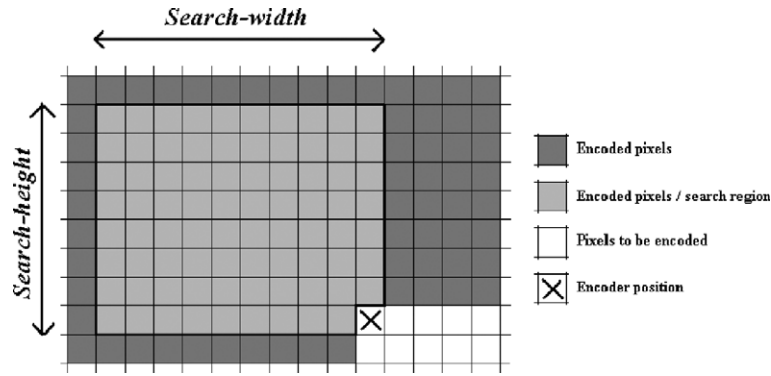 Search-width
Search-height
Encoded pixels
Encoded pixels / search region
Pixels to be encoded
Encoder position